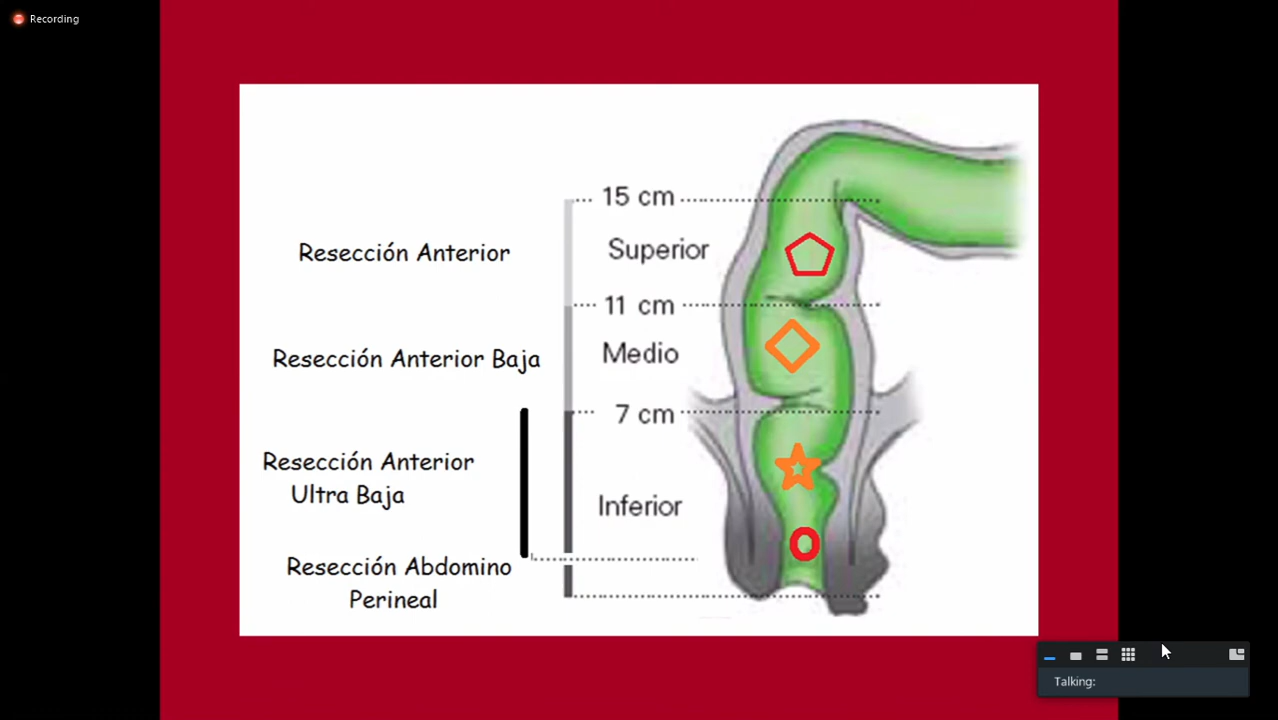 Recording
15 cm
Resección Anterior
Superior
11 cm
Resección Anterior Baja
Medio
7 cm
Resección Anterior
Ultra Baja
Inferior
Resección Abdomino
Perineal
Talking: